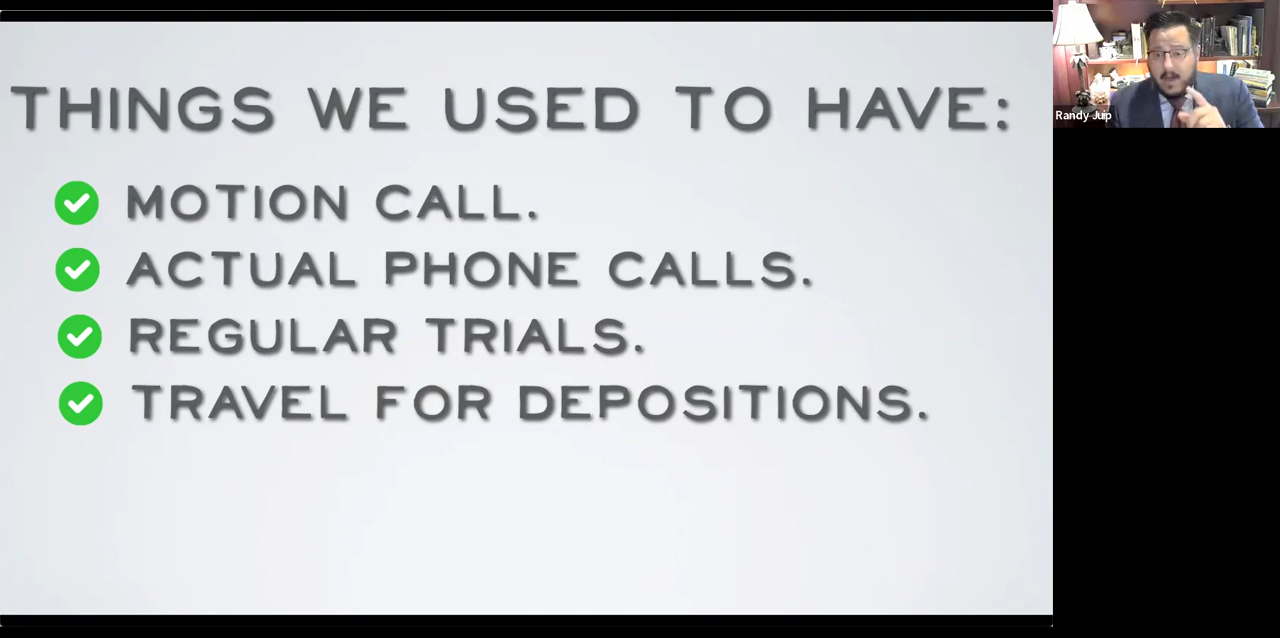 THINGS WE USED TO HAVE:
MOTION CALL.
ACTUAL PHONE CALLS.
REGULAR TRIALS.
TRAVEL FOR DEPOSITIONS.
Randy Juip